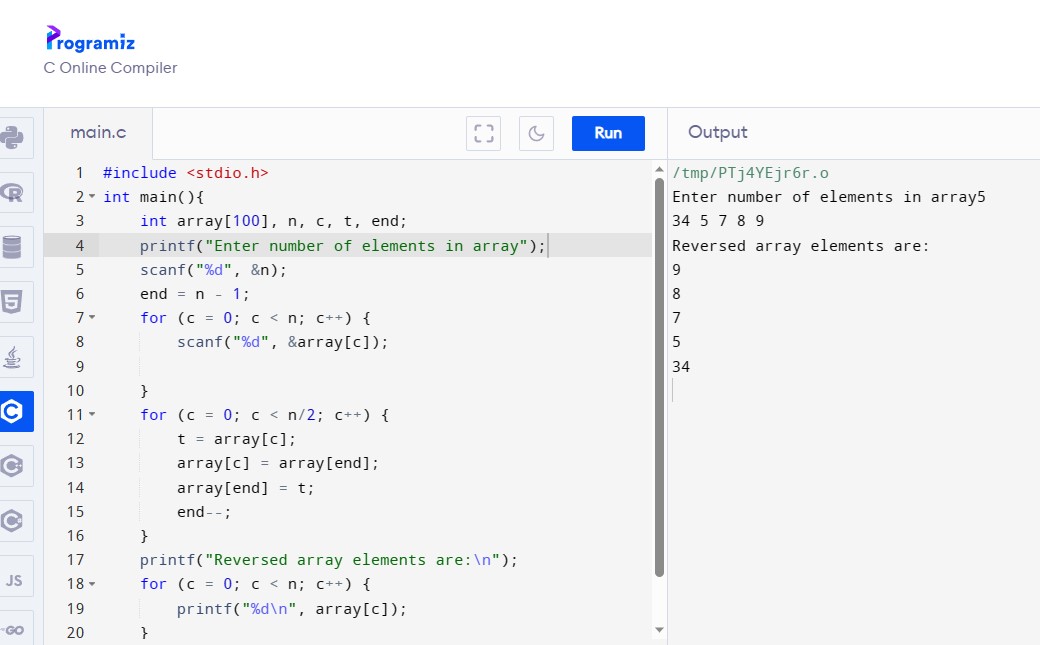 Programiz
C Online Compiler
main.c
Run
Output
1 #include <stdio.h>
2 int main(){
3 int array[100], n, c, t, end;
4 printf("Enter number of elements in array");
5 scanf("%d", &n);
6 end = n - 1;
7 for (c = 0; c < n; c++) {
8 scanf("%d", &array[c]);
9
10 }
11 for (c = 0; c < n/2; c++) {
12 t = array[c];
13 array[c] = array[end];
14 array[end] = t;
15 end--;
16 }
17 printf("Reversed array elements are:\n");
18 for (c = 0; c < n; c++) {
19 printf("%d\n", array[c]);
20 }
/tmp/PTj4YEjr6r.o
Enter number of elements in array5
34 5 7 8 9
Reversed array elements are:
9
8
7
5
34
R
5
C
C
C
JS
GO